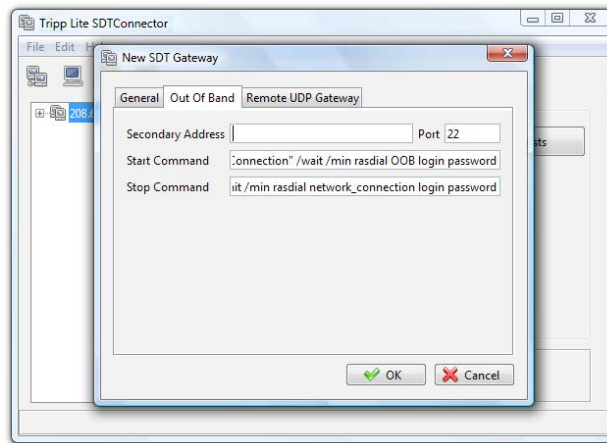 Tripp Lite SDTConnector
File Edit
New SDT Gateway
General Out Of Band Remote UDP Gateway
208.6
Secondary Address Port 22
Start Command :onnection" /wait /min rasdial OOB login password
Stop Command iit /min rasdial network_connection login password
OK Cancel